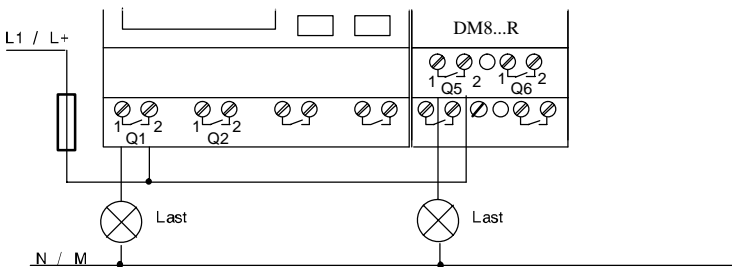 DM8...R
L1 / L+
1 Q5 2 1 Q6 2
1 Q1 2 1 Q2 2
Last Last
N / M